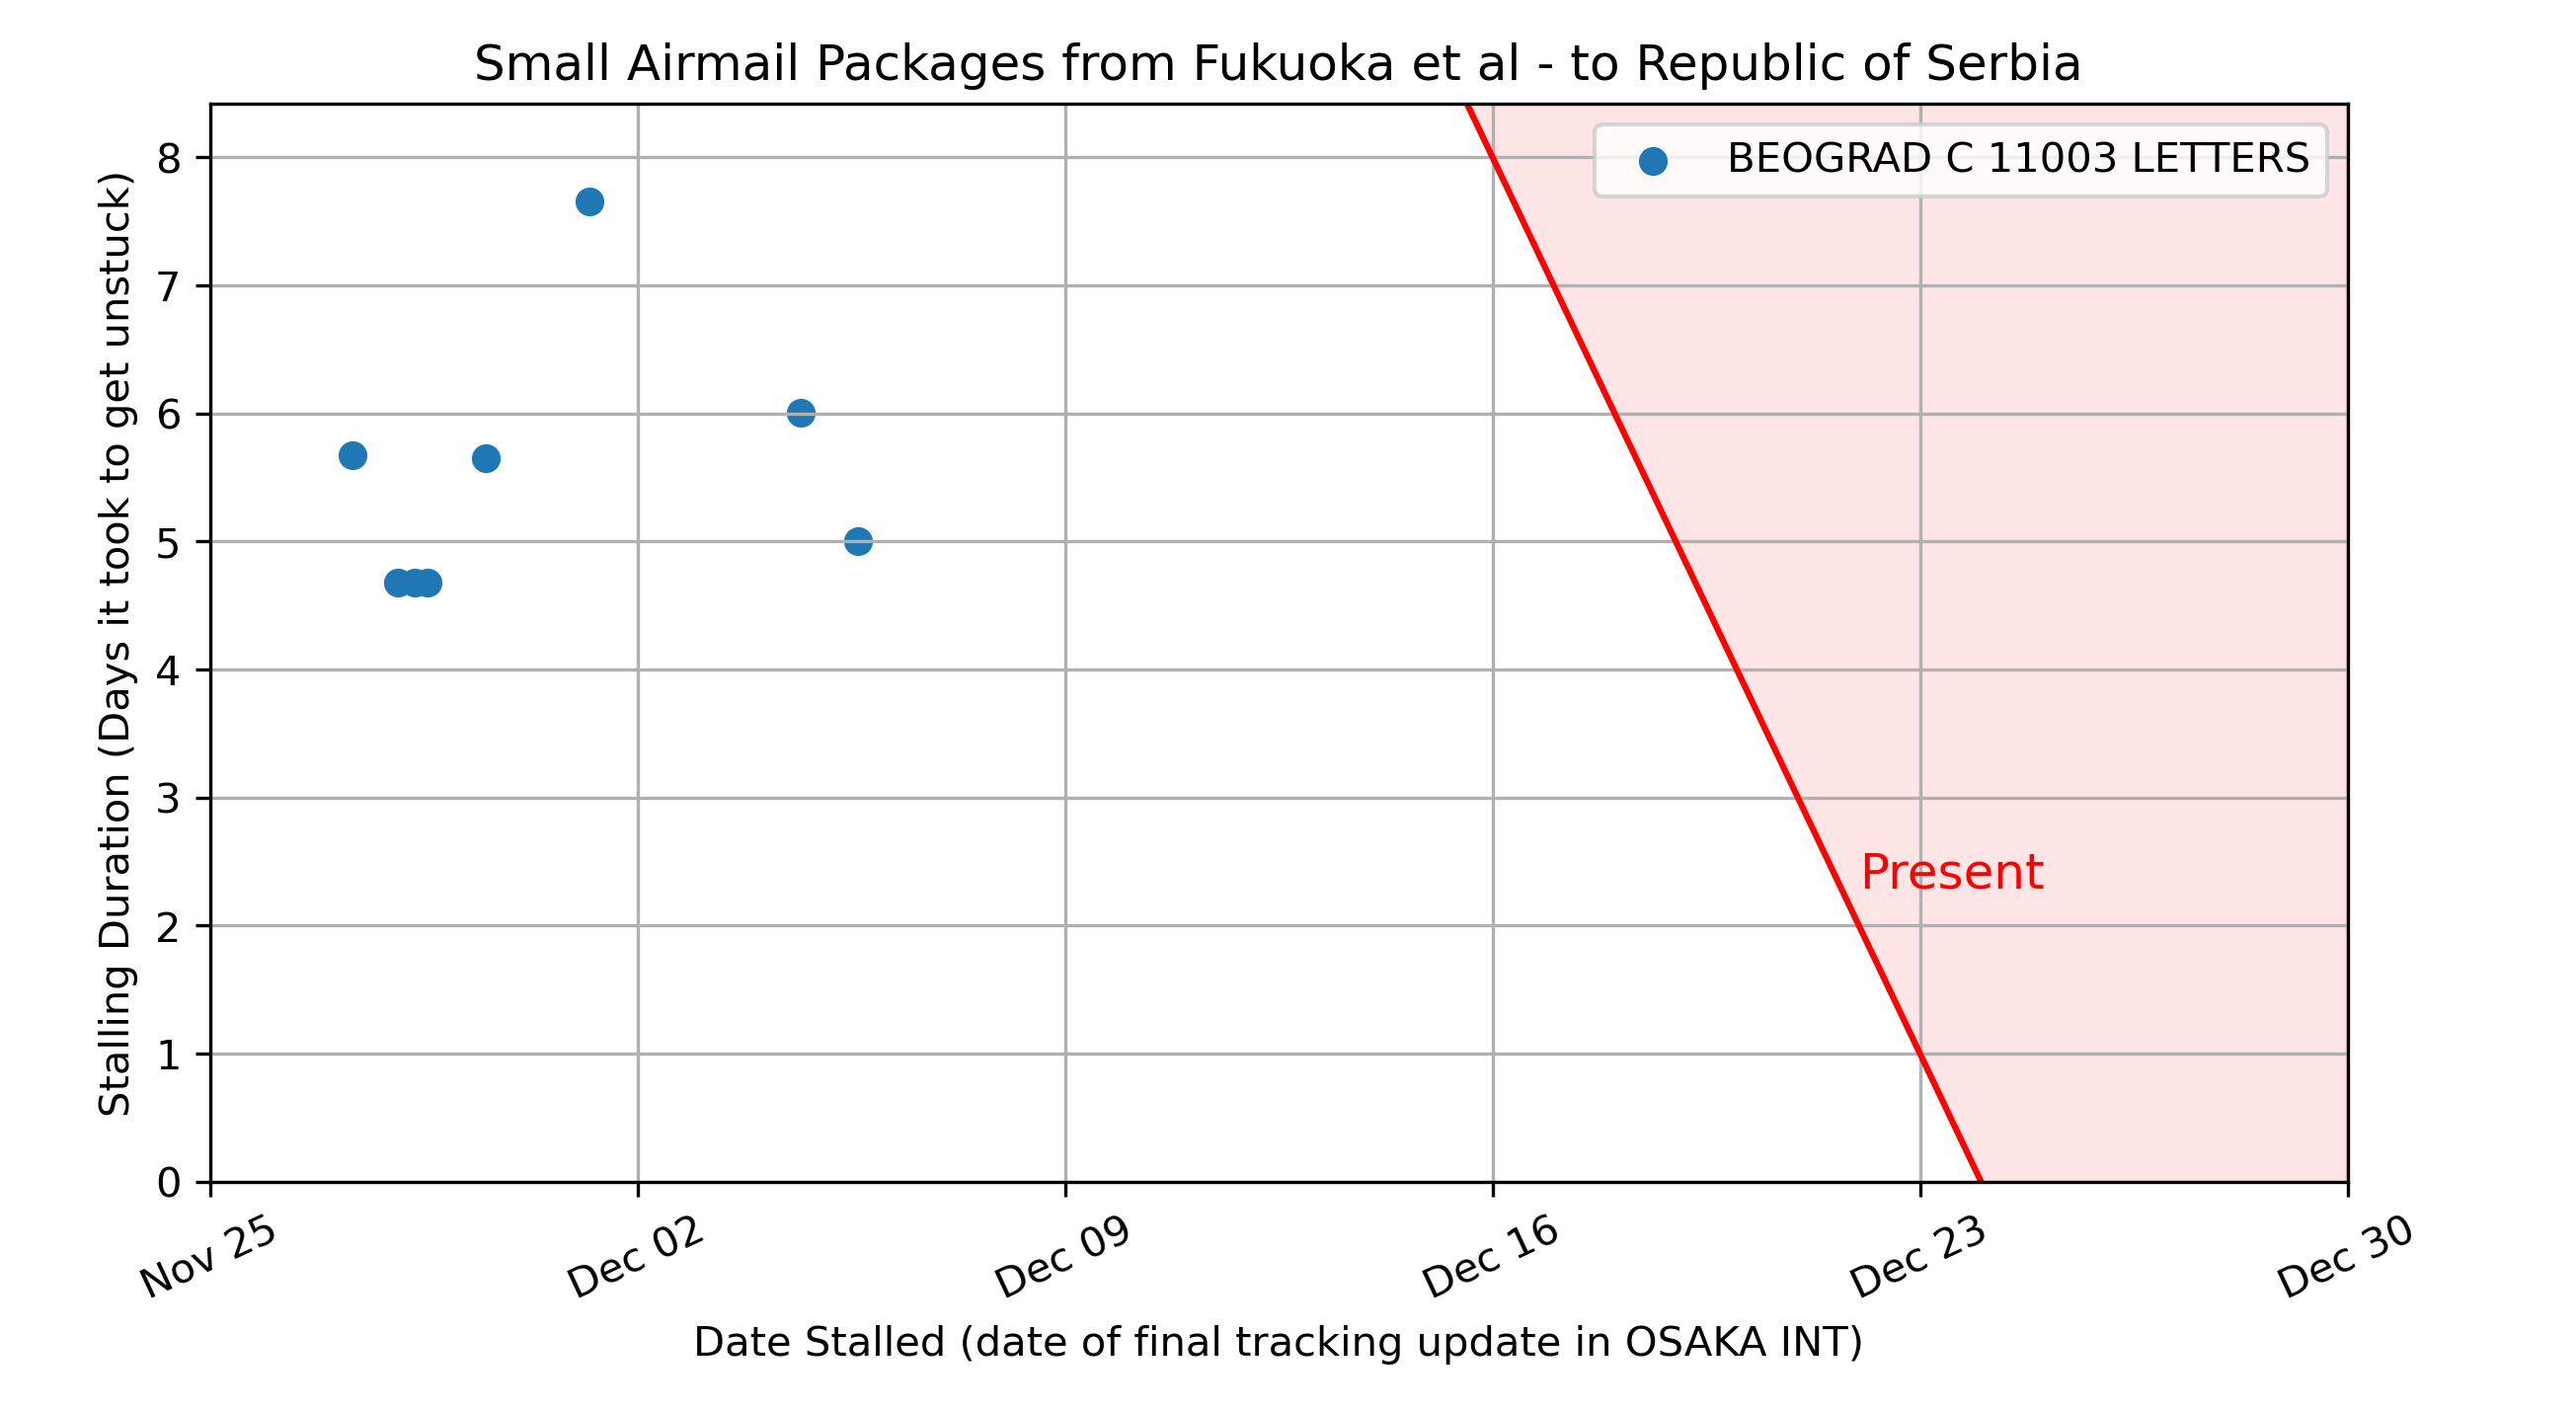 Small Airmail Packages from Fukuoka et al - to Republic of Serbia
BEOGRAD C 11003 LETTERS
Stalling Duration (Days it took to get unstuck)
8
7
6
5
4
3
2
1
0
Present
Nov 25
Dec 02
Dec 09
Dec 16
Dec 23
Dec 30
Date Stalled (date of final tracking update in OSAKA INT)